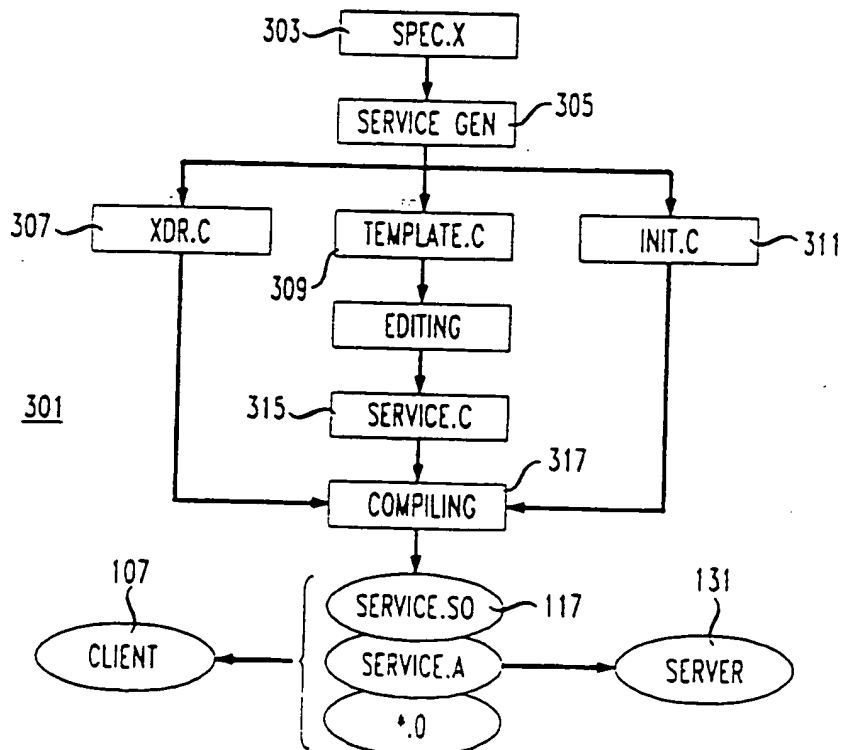 303
SPEC.X
305
SERVICE GEN
307
XDR.C
TEMPLATE.C
INIT.C
311
309
EDITING
301
315
SERVICE.C
317
COMPILING
107
SERVICE.SO
117
131
CLIENT
SERVICE.A
SERVER
*.O